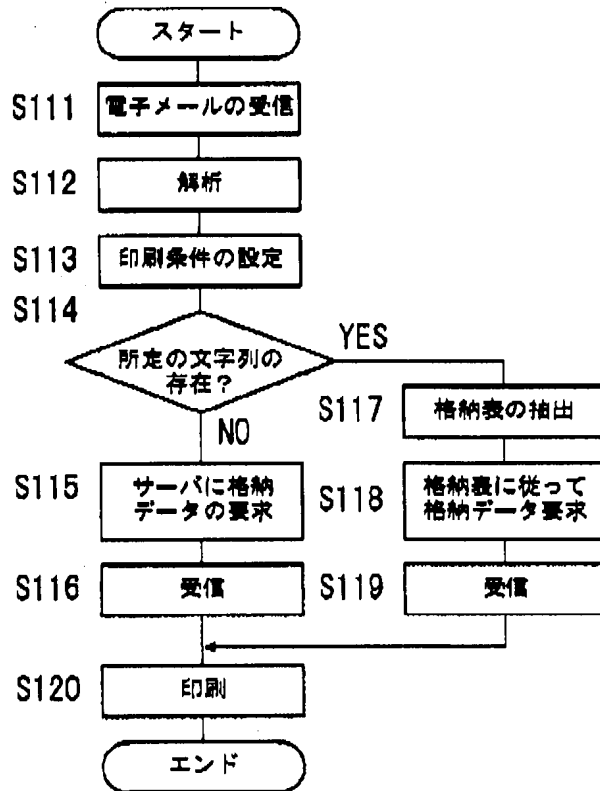 スタート
S111
電子メールの受信
S112
解析
S113
印刷条件の設定
S114
所定の文字列の
存在?
YES
NO
S115
サーバに格納
データの要求
S116
受信
S117
格納表の抽出
S118
格納表に従って
格納データ要求
S119
受信
S120
印刷
エンド